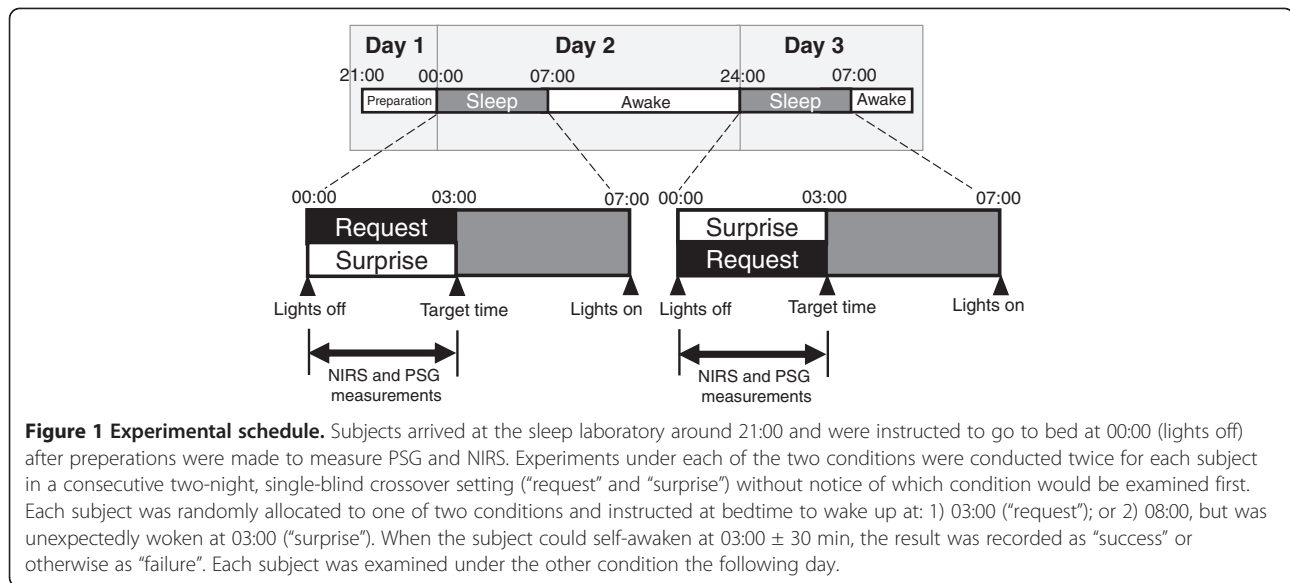 Day 1 Day 2 Day 3
21:00 00:00 07:00 24:00 07:00
Preparation Sleep Awake Sleep Awake
00:00 03:00 07:00 00:00 03:00 07:00
Request Surprise
Surprise Request
Lights off Target time Lights on Lights off Target time Lights on
NIRS and PSG NIRS and PSG
measurements measurements
Figure 1 Experimental schedule. Subjects arrived at the sleep laboratory around 21:00 and were instructed to go to bed at 00:00 (lights off)
after preperations were made to measure PSG and NIRS. Experiments under each of the two conditions were conducted twice for each subject
in a consecutive two-night, single-blind crossover setting (“request” and “surprise”) without notice of which condition would be examined first.
Each subject was randomly allocated to one of two conditions and instructed at bedtime to wake up at: 1) 03:00 (“request”); or 2) 08:00, but was
unexpectedly woken at 03:00 (“surprise”). When the subject could self-awaken at 03:00 ± 30 min, the result was recorded as “success” or
otherwise as “failure”. Each subject was examined under the other condition the following day.